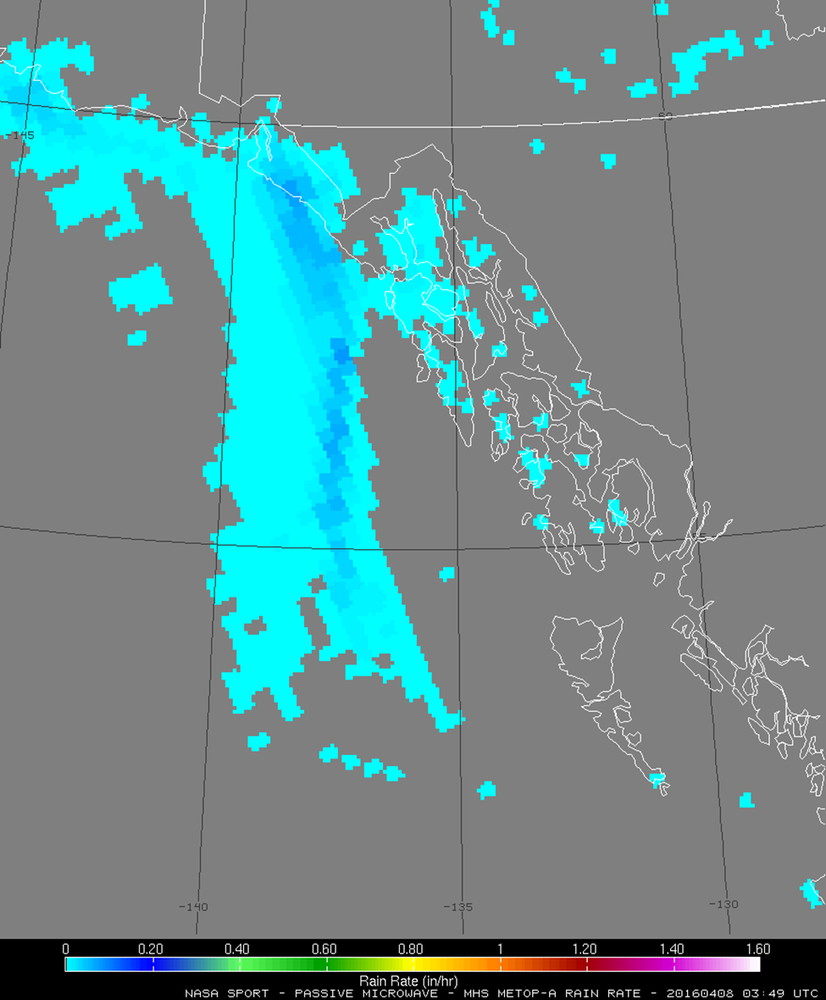 60
-145
-140 -135 -130
0 0.20 0.40 0.60 0.80 1 1.20 1.40 1.60
Rain Rate (in/hr)
NASA SPORT - PASSIVE MICROWAVE - MHS METOP-A RAIN RATE - 20160408 03:49 UTC